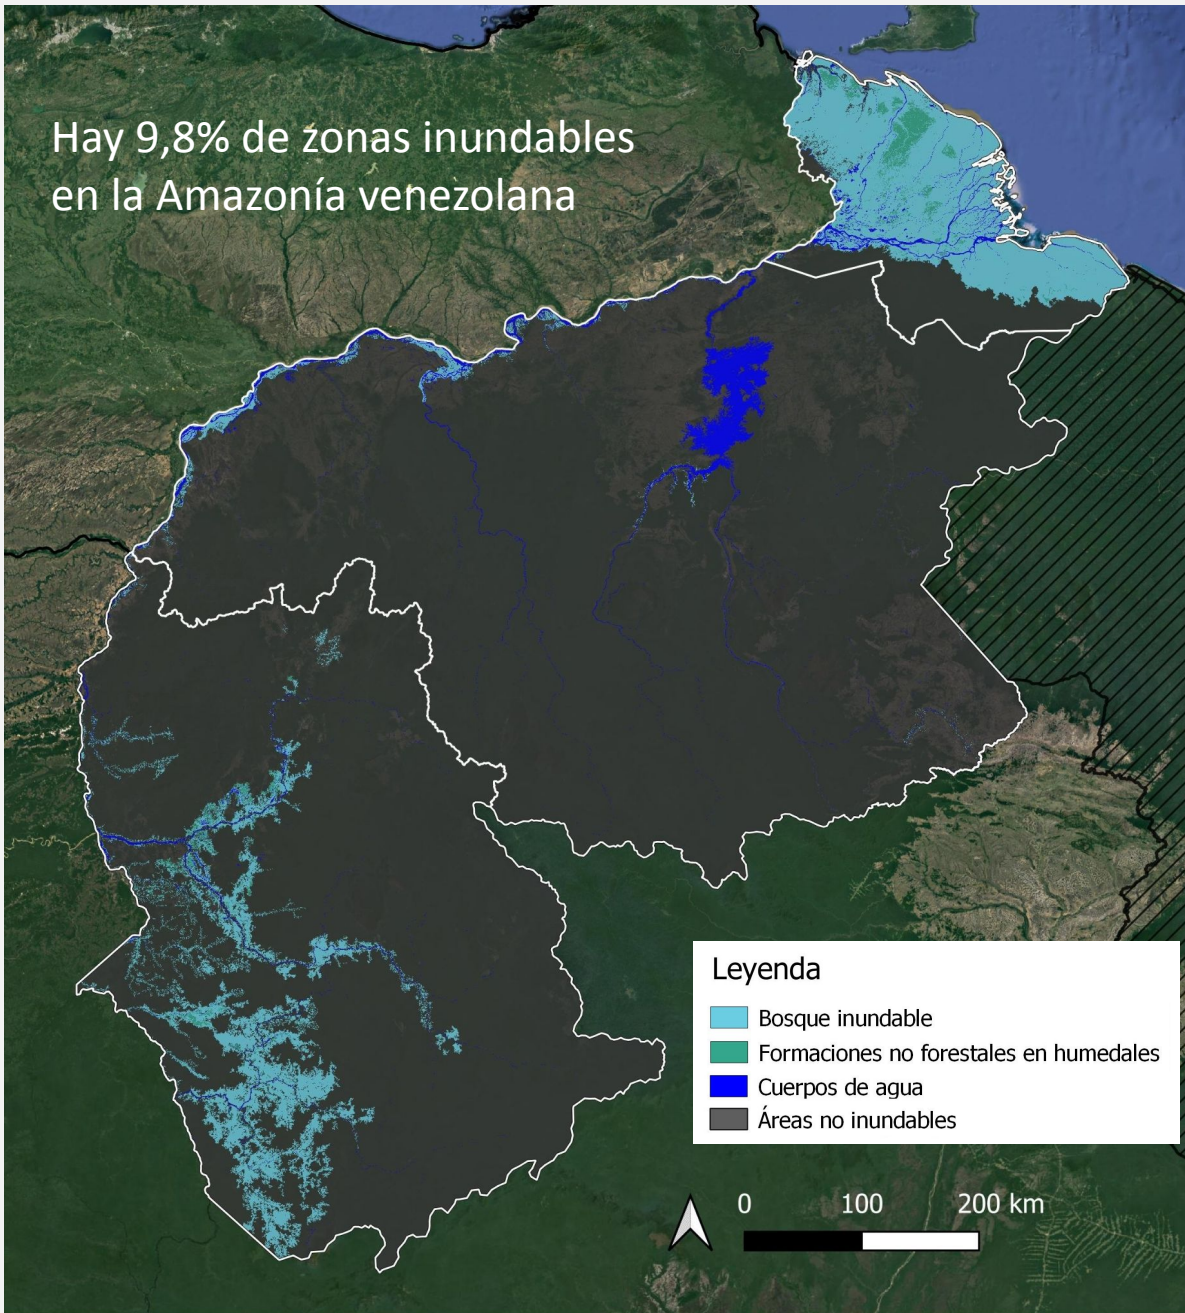 Hay 9,8% de zonas inundables
en la Amazonía venezolana
Leyenda
Bosque inundable
Formaciones no forestales en humedales
Cuerpos de agua
Áreas no inundables
0 100 200 km